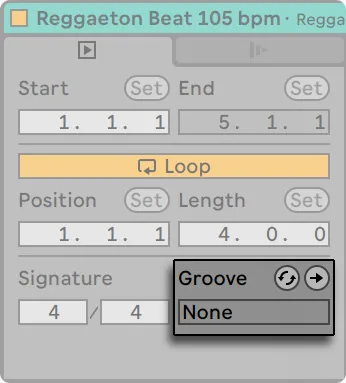 Reggaeton Beat 105 bpm · Regga
Start Set End Set
1. 1. 1 5. 1. 1
Loop
Position Set Length Set
1. 1. 1 4. 0. 0
Signature Groove
4 / 4 None